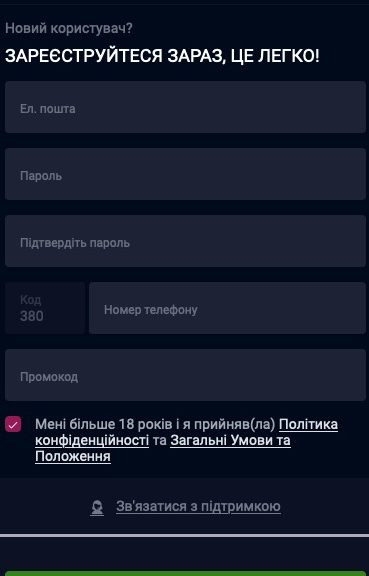 Новий користувач?
ЗАРЕЄСТРУЙТЕСЯ ЗАРАЗ, ЦЕ ЛЕГКО!
Ел. пошта
Пароль
Підтвердіть пароль
Код
380
Номер телефону
Промокод
Мені більше 18 років і я прийняв(ла) Політика
конфіденційності та Загальні Умови та
Положення
Зв'язатися з підтримкою